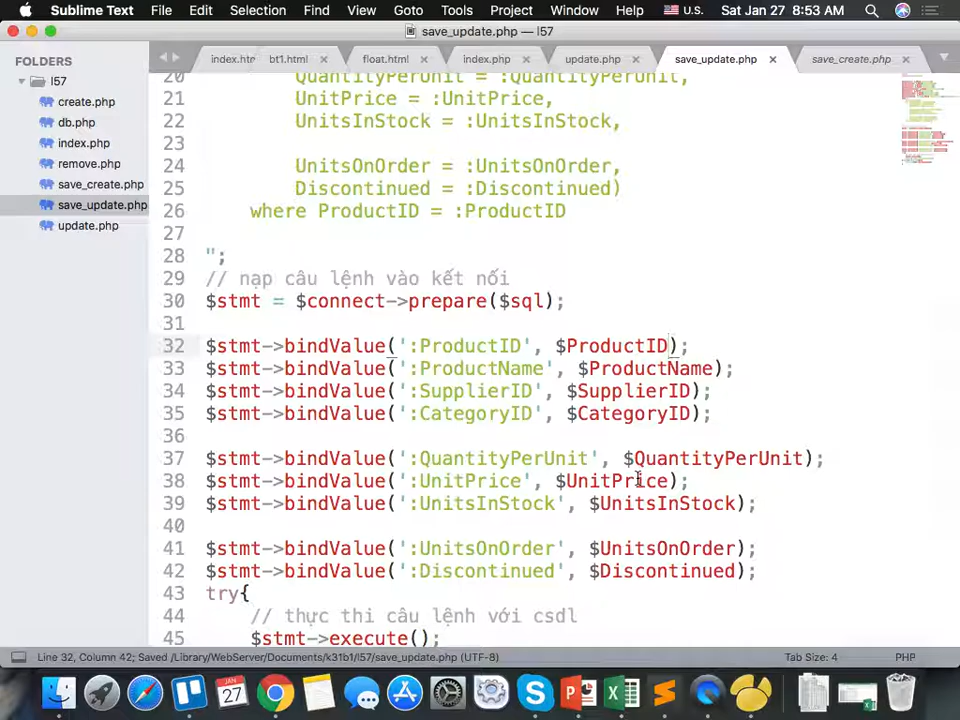 Sublime Text File Edit Selection Find View Goto Tools Project Window Help U.S. Sat Jan 27 8:53 AM
save_update.php — l57
FOLDERS
l57
create.php
db.php
index.php
remove.php
save_create.php
save_update.php
update.php
index.htm bt1.html float.html index.php update.php save_update.php save_create.php
20 QuantityPerUnit = :QuantityPerUnit,
21 UnitPrice = :UnitPrice,
22 UnitsInStock = :UnitsInStock,
23
24 UnitsOnOrder = :UnitsOnOrder,
25 Discontinued = :Discontinued)
26 where ProductID = :ProductID
27
28 ";
29 // nạp câu lệnh vào kết nối
30 $stmt = $connect->prepare($sql);
31
32 $stmt->bindValue(':ProductID', $ProductID);
33 $stmt->bindValue(':ProductName', $ProductName);
34 $stmt->bindValue(':SupplierID', $SupplierID);
35 $stmt->bindValue(':CategoryID', $CategoryID);
36
37 $stmt->bindValue(':QuantityPerUnit', $QuantityPerUnit);
38 $stmt->bindValue(':UnitPrice', $UnitPrice);
39 $stmt->bindValue(':UnitsInStock', $UnitsInStock);
40
41 $stmt->bindValue(':UnitsOnOrder', $UnitsOnOrder);
42 $stmt->bindValue(':Discontinued', $Discontinued);
43 try{
44 // thực thi câu lệnh với csdl
45 $stmt->execute();
Line 32, Column 42; Saved /Library/WebServer/Documents/k31b1/l57/save_update.php (UTF-8) Tab Size: 4 PHP